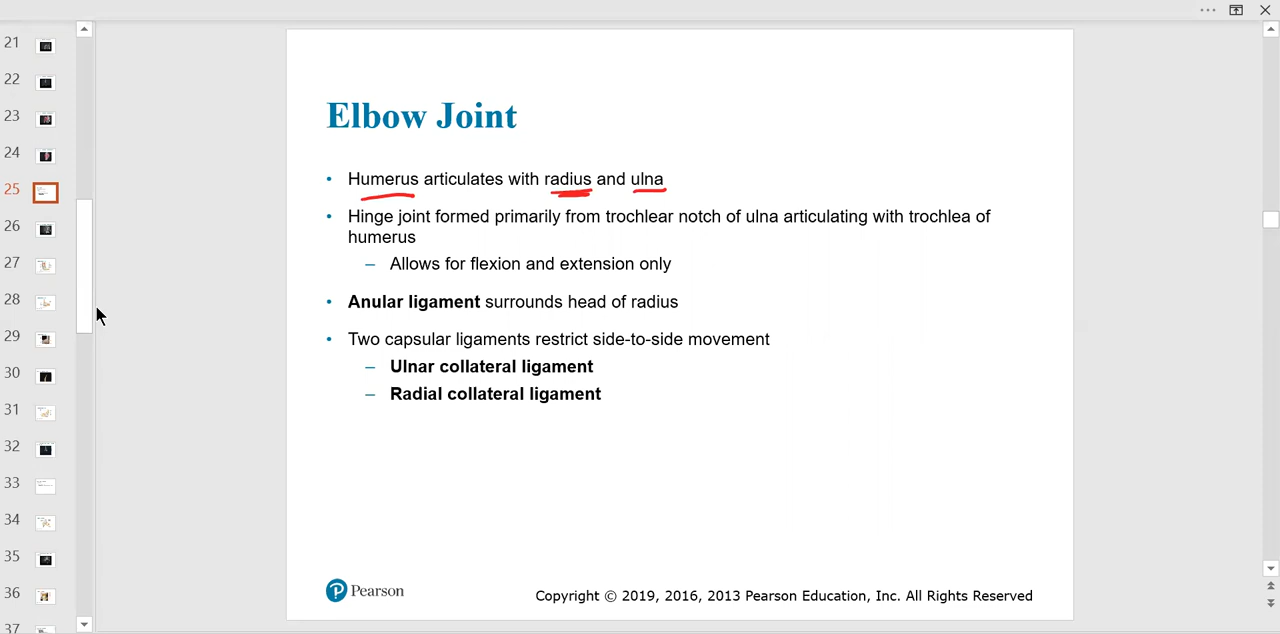 21
22
23
24
25
26
27
28
29
30
31
32
33
34
35
36
37
Elbow Joint
• Humerus articulates with radius and ulna
• Hinge joint formed primarily from trochlear notch of ulna articulating with trochlea of
humerus
– Allows for flexion and extension only
• Anular ligament surrounds head of radius
• Two capsular ligaments restrict side-to-side movement
– Ulnar collateral ligament
– Radial collateral ligament
P Pearson
Copyright © 2019, 2016, 2013 Pearson Education, Inc. All Rights Reserved